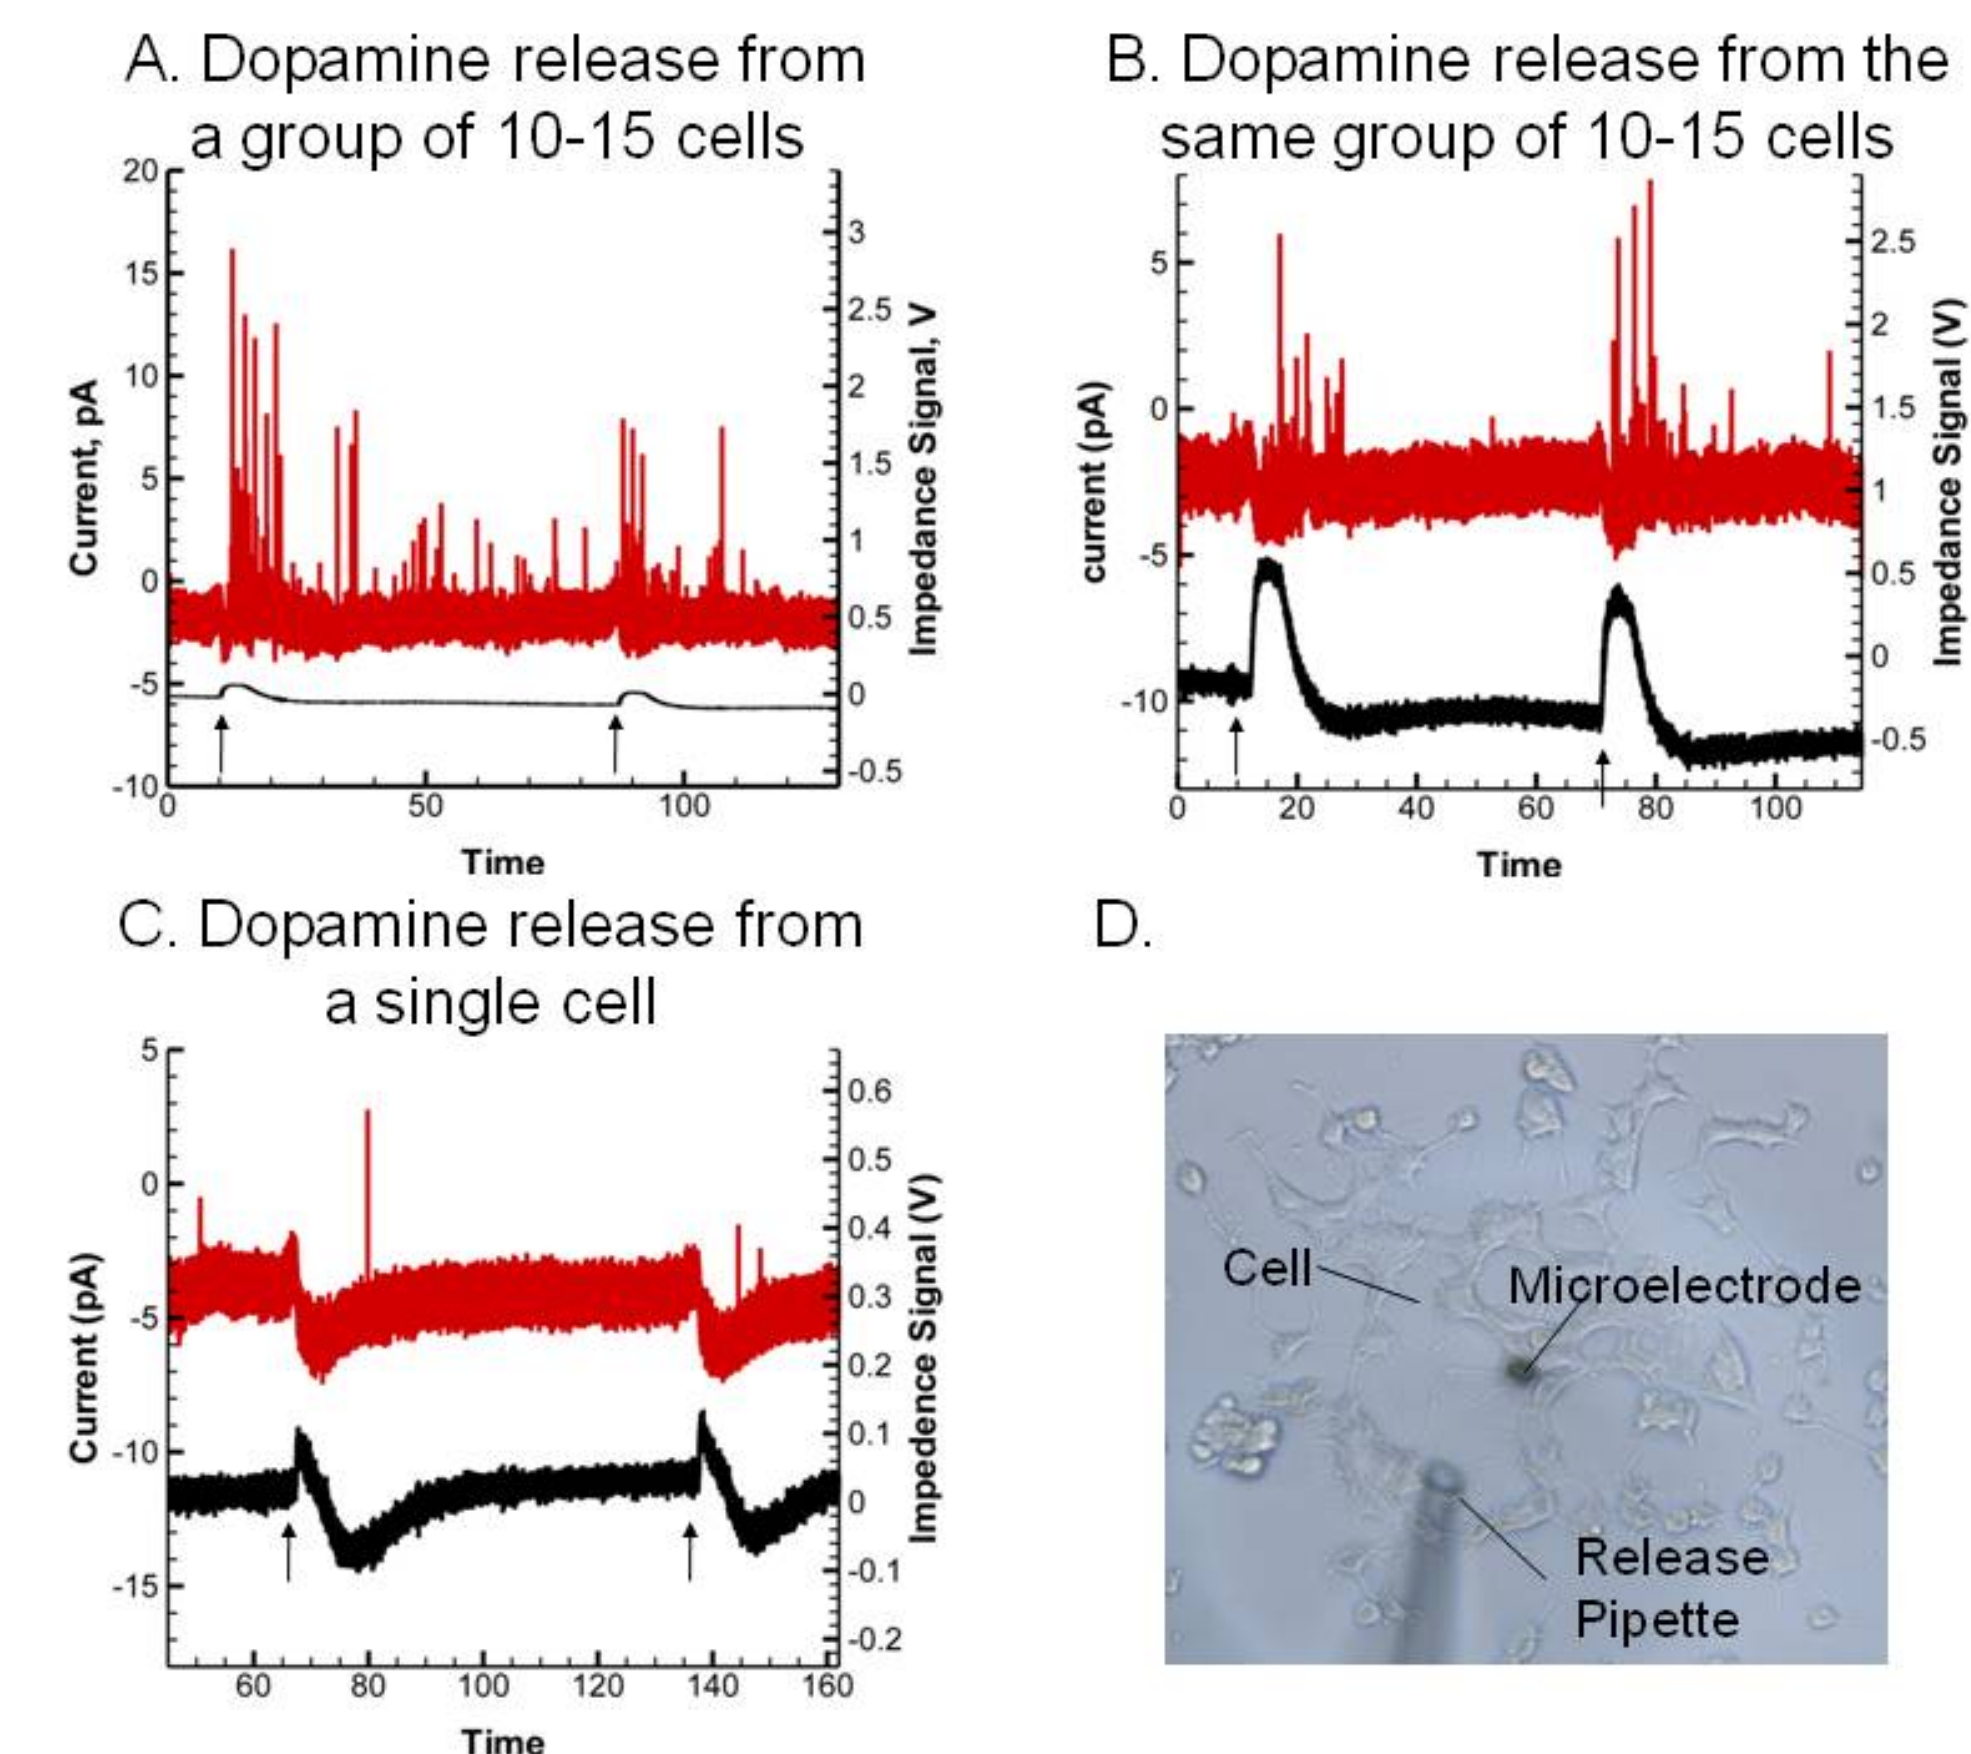 A. Dopamine release from
a group of 10-15 cells
20
15
10
5
0
-5
-10
Current, pA
3
2.5
2
1.5
1
0.5
0
-0.5
Impedance Signal, V
0
50
100
Time
B. Dopamine release from the
same group of 10-15 cells
5
0
-5
-10
current (pA)
2.5
2
1.5
1
0.5
0
-0.5
Impedance Signal (V)
0
20
40
60
80
100
Time
C. Dopamine release from
a single cell
5
0
-5
-10
-15
Current (pA)
0.6
0.5
0.4
0.3
0.2
0.1
0
-0.1
-0.2
Impedence Signal (V)
60
80
100
120
140
160
Time
D.
Cell
Microelectrode
Release
Pipette